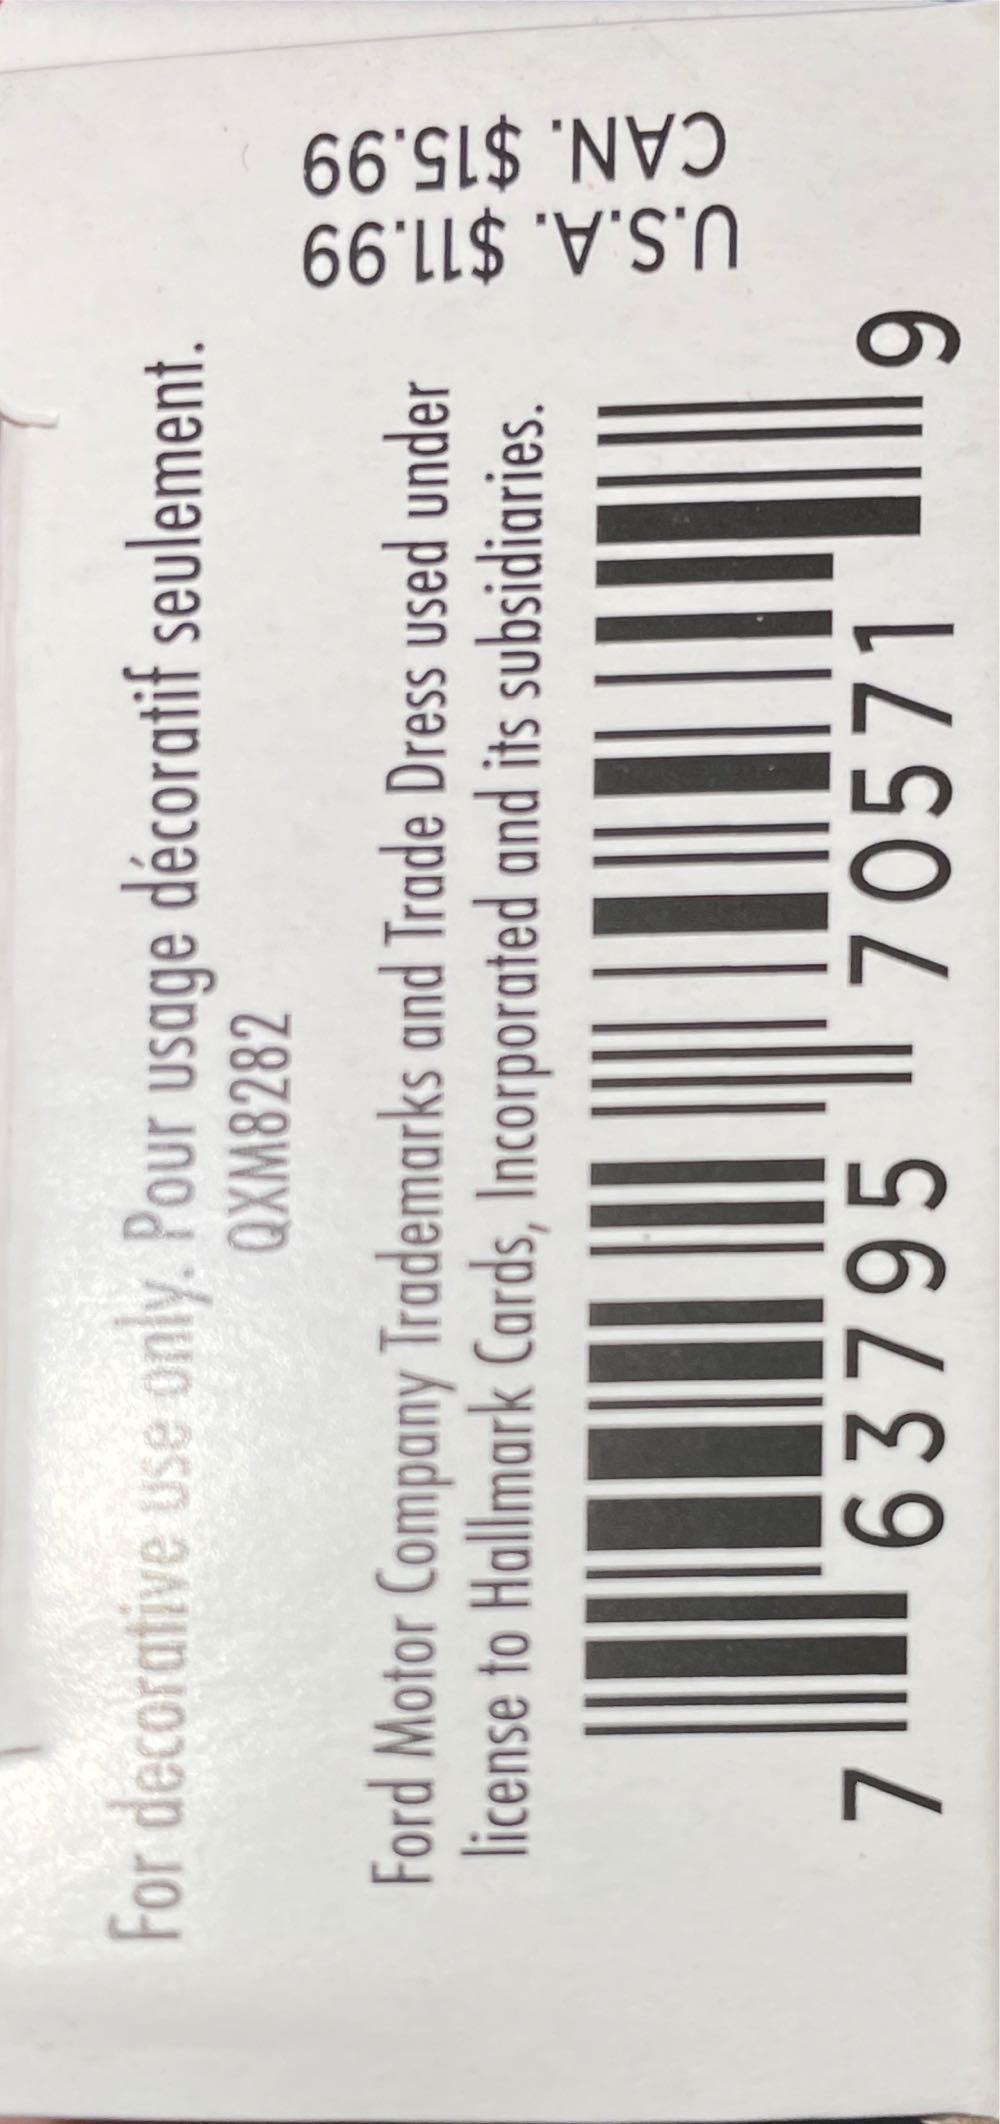 For decorative use only. Pour usage décoratif seulement.
QXM8282
Ford Motor Company Trademarks and Trade Dress used under
license to Hallmark Cards, Incorporated and its subsidiaries.
7 63795 70571 9
U.S.A. $11.99
CAN. $15.99